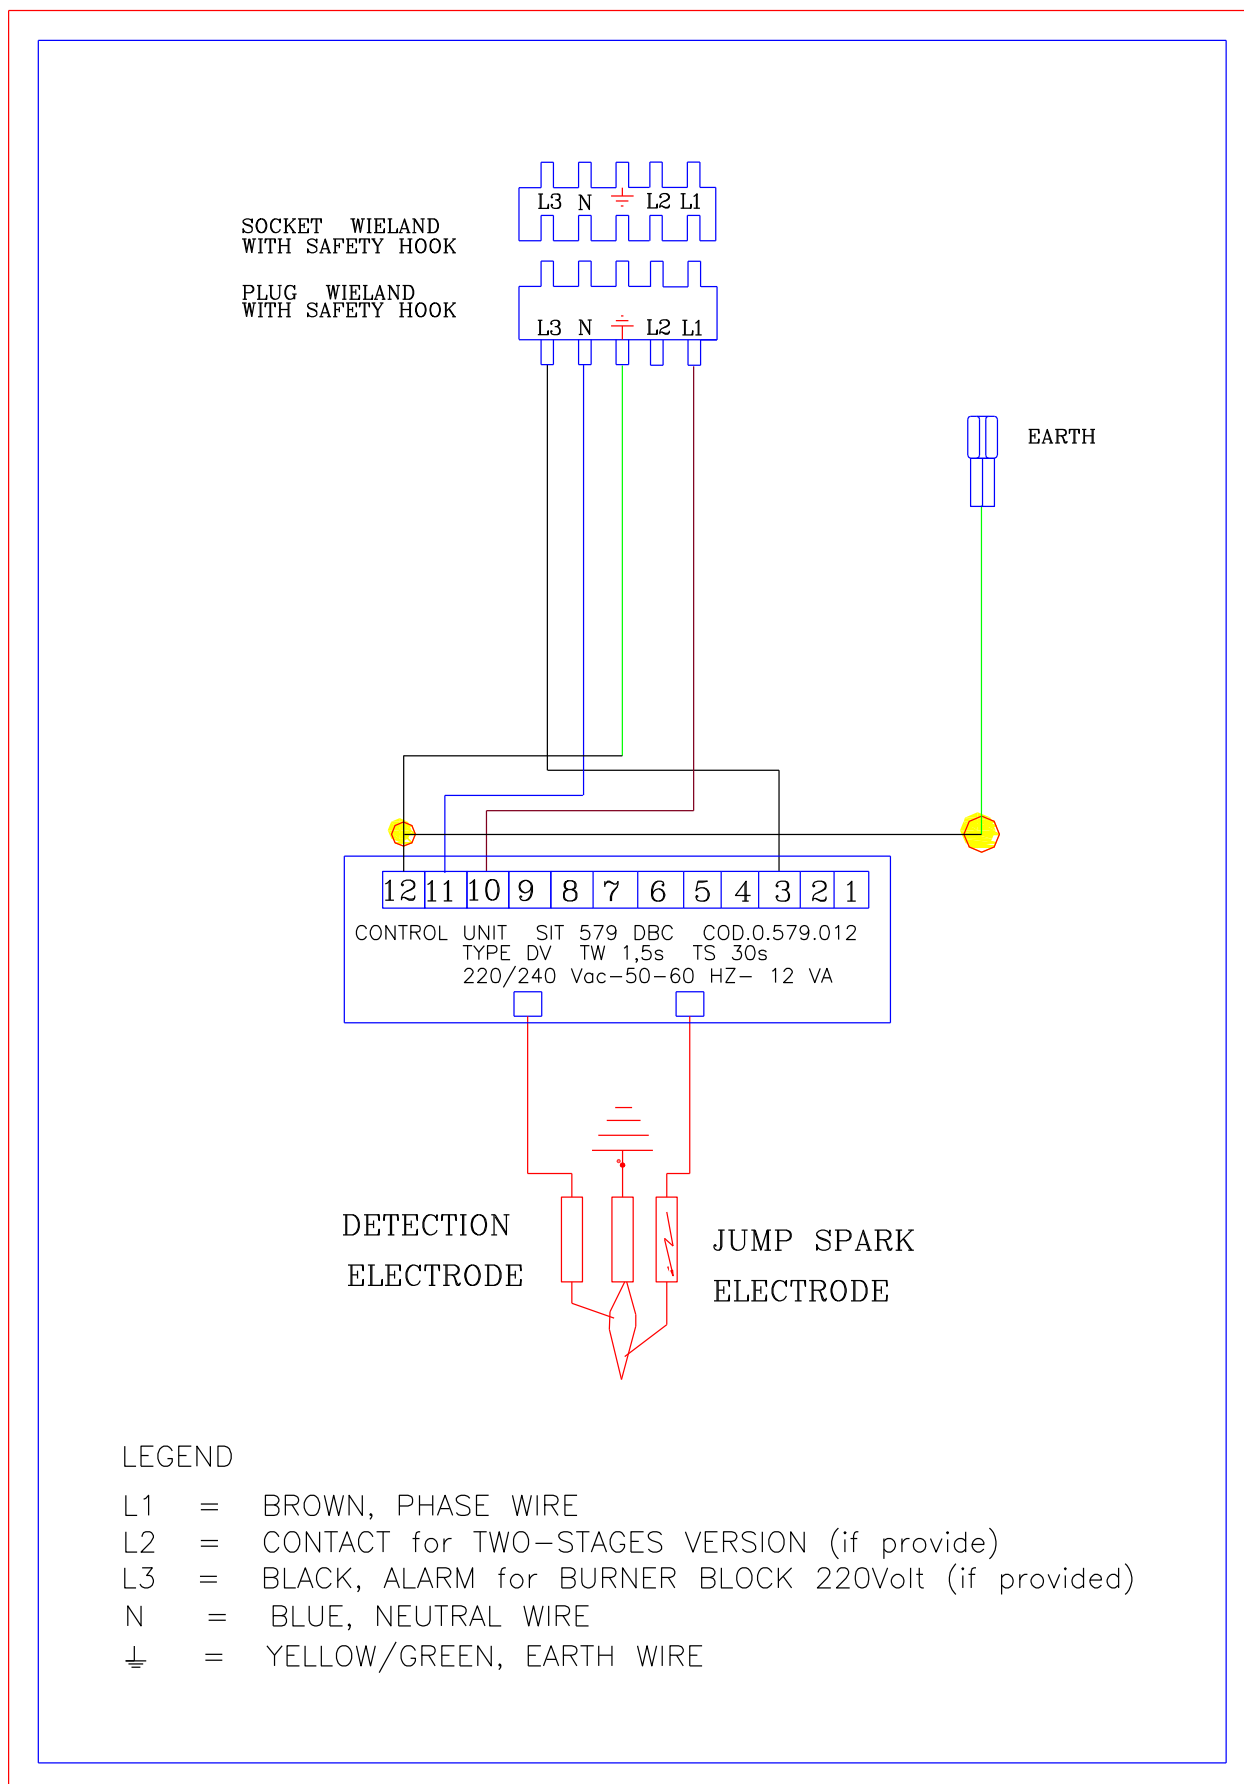 L3 N L2 L1
SOCKET WIELAND
WITH SAFETY HOOK
PLUG WIELAND
WITH SAFETY HOOK
L3 N L2 L1
EARTH
12 11 10 9 8 7 6 5 4 3 2 1
CONTROL UNIT SIT 579 DBC COD.0.579.012
TYPE DV TW 1,5s TS 30s
220/240 Vac-50-60 HZ- 12 VA
DETECTION
ELECTRODE
JUMP SPARK
ELECTRODE
LEGEND
L1 = BROWN, PHASE WIRE
L2 = CONTACT for TWO-STAGES VERSION (if provide)
L3 = BLACK, ALARM for BURNER BLOCK 220Volt (if provided)
N = BLUE, NEUTRAL WIRE
⏚ = YELLOW/GREEN, EARTH WIRE